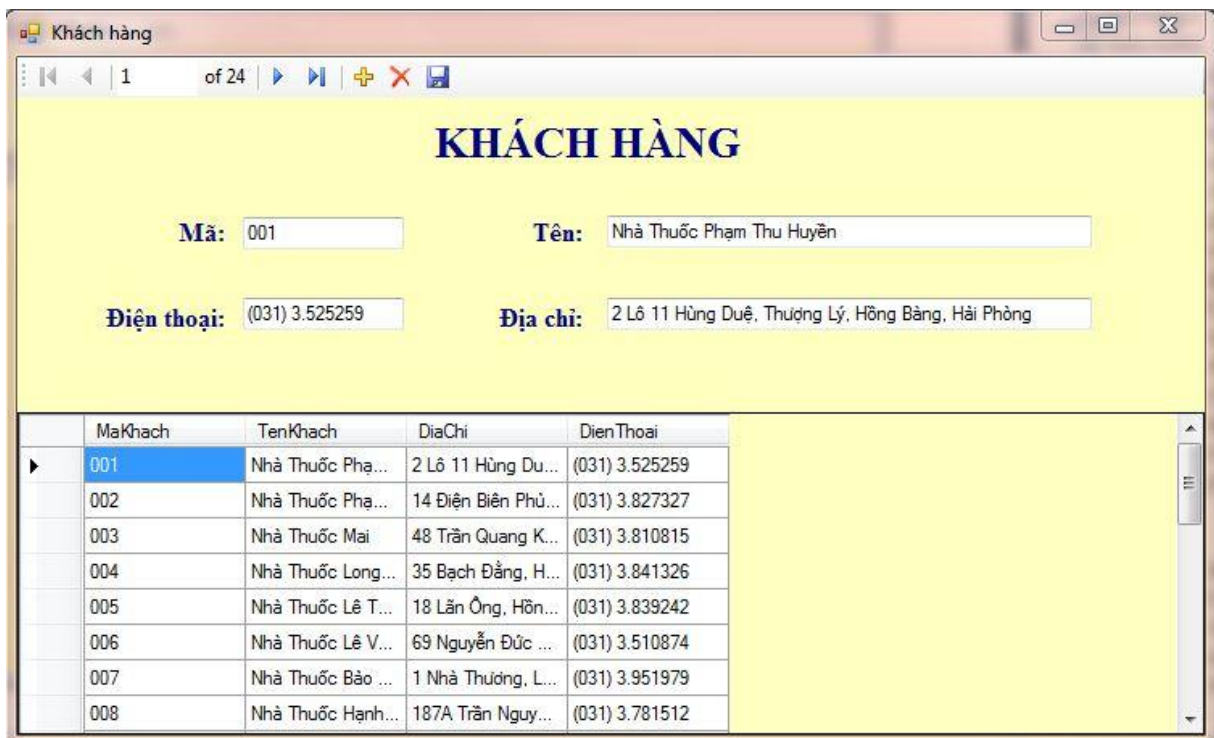 Khách hàng
1 of 24
KHÁCH HÀNG
Mã: 001 Tên: Nhà Thuốc Phạm Thu Huyền
Điện thoại: (031) 3.525259 Địa chỉ: 2 Lô 11 Hùng Duệ, Thượng Lý, Hồng Bàng, Hải Phòng
MaKhach TenKhach DiaChi DienThoai
001 Nhà Thuốc Phạ... 2 Lô 11 Hùng Du... (031) 3.525259
002 Nhà Thuốc Phạ... 14 Điện Biên Phủ... (031) 3.827327
003 Nhà Thuốc Mai 48 Trần Quang K... (031) 3.810815
004 Nhà Thuốc Long... 35 Bạch Đằng, H... (031) 3.841326
005 Nhà Thuốc Lê T... 18 Lãn Ông, Hồn... (031) 3.839242
006 Nhà Thuốc Lê V... 69 Nguyễn Đức ... (031) 3.510874
007 Nhà Thuốc Bảo ... 1 Nhà Thương, L... (031) 3.951979
008 Nhà Thuốc Hạnh... 187A Trần Nguy... (031) 3.781512